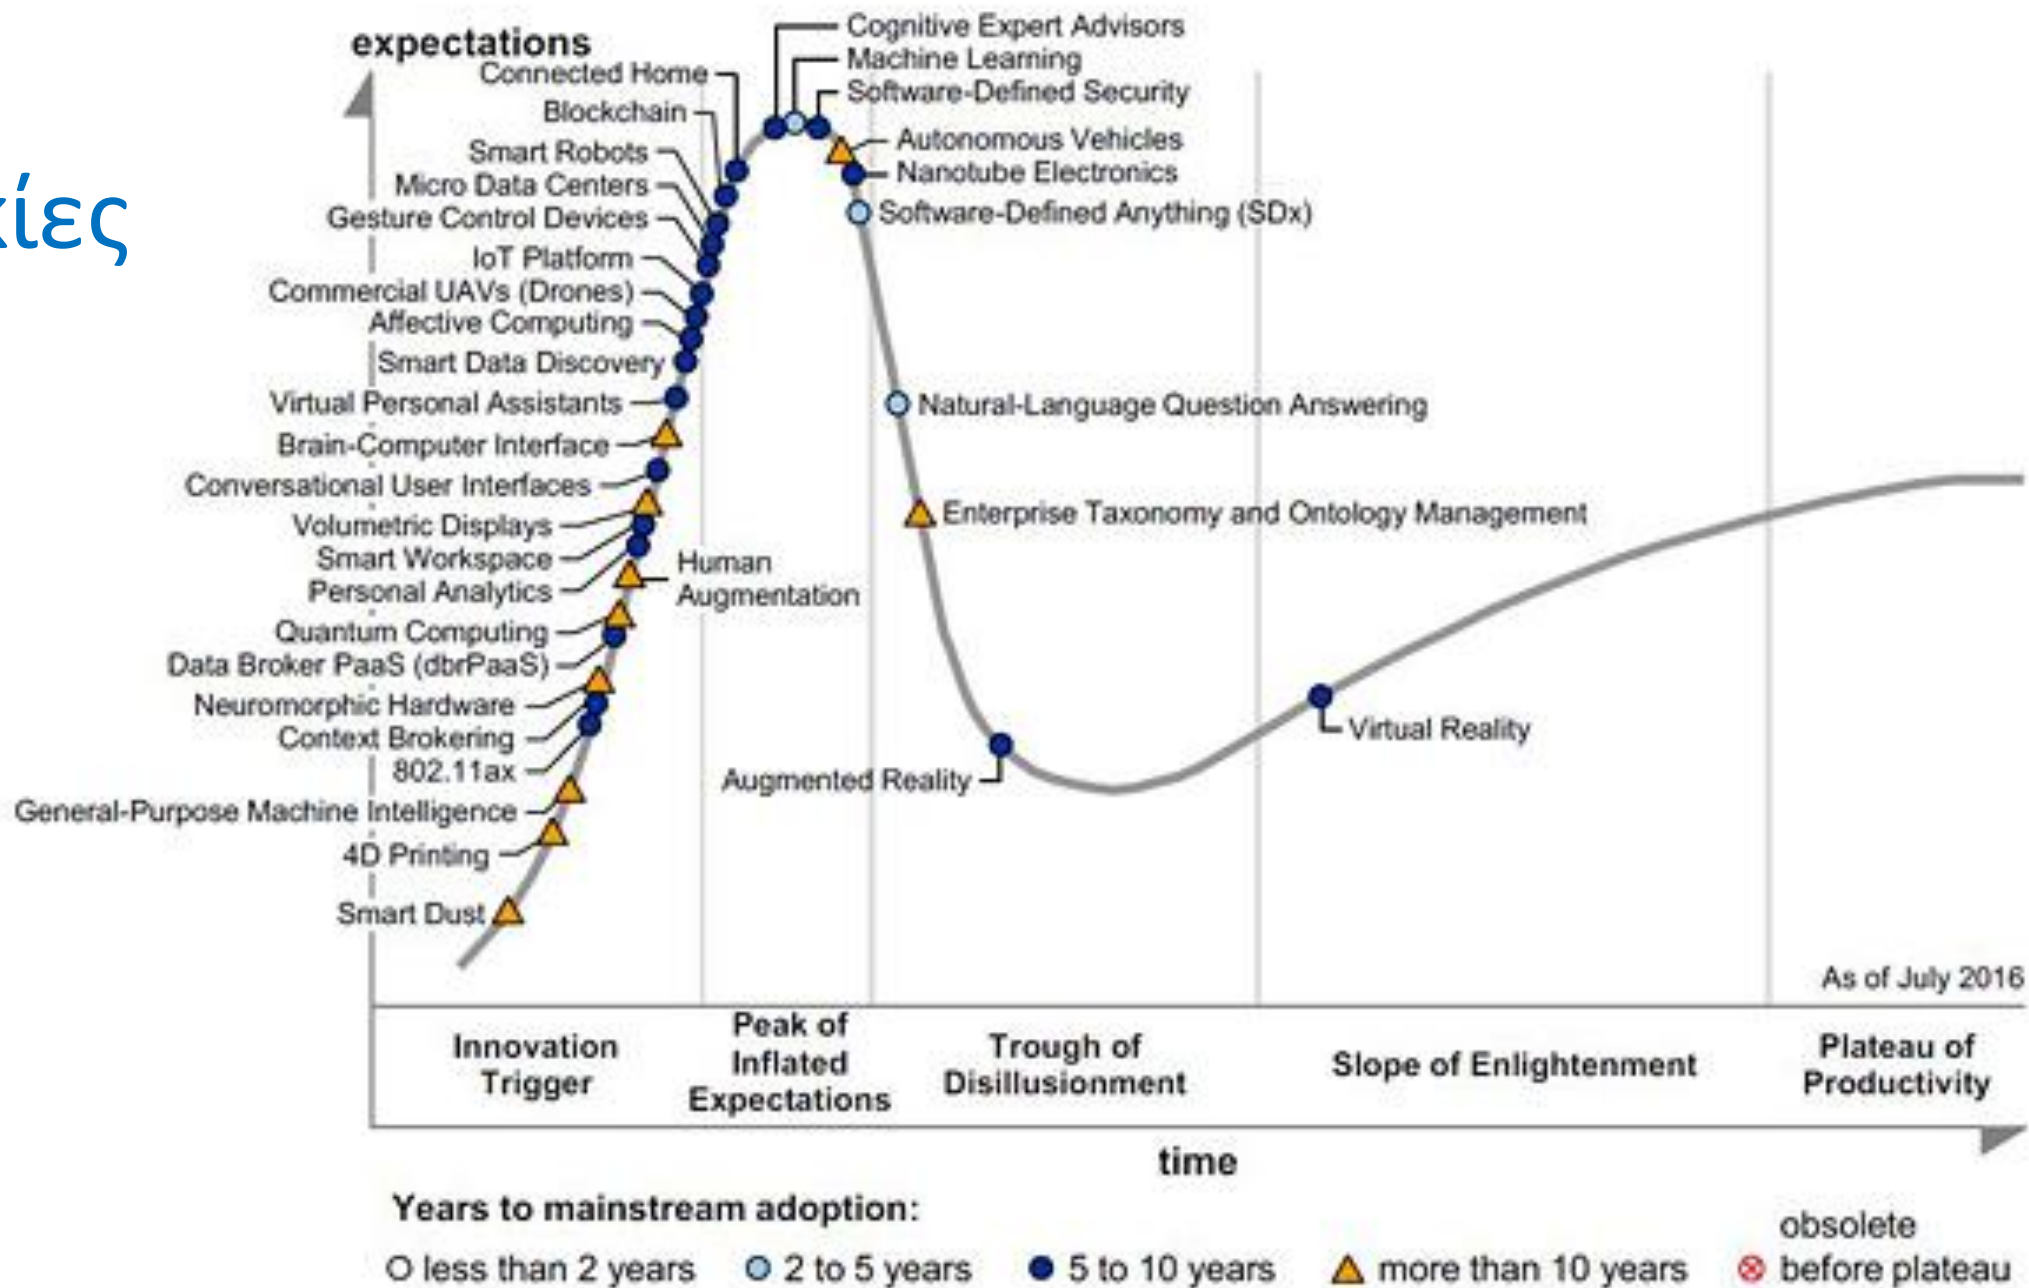 κίες
expectations
Cognitive Expert Advisors
Machine Learning
Software-Defined Security
Connected Home
Blockchain
Smart Robots
Micro Data Centers
Gesture Control Devices
IoT Platform
Commercial UAVs (Drones)
Affective Computing
Smart Data Discovery
Virtual Personal Assistants
Brain-Computer Interface
Conversational User Interfaces
Volumetric Displays
Smart Workspace
Personal Analytics
Quantum Computing
Data Broker PaaS (dbrPaaS)
Neuromorphic Hardware
Context Brokering
802.11ax
General-Purpose Machine Intelligence
4D Printing
Smart Dust
Human
Augmentation
Autonomous Vehicles
Nanotube Electronics
Software-Defined Anything (SDx)
Natural-Language Question Answering
Enterprise Taxonomy and Ontology Management
Augmented Reality
Virtual Reality
As of July 2016
Innovation
Trigger
Peak of
Inflated
Expectations
Trough of
Disillusionment
Slope of Enlightenment
Plateau of
Productivity
time
Years to mainstream adoption:
less than 2 years
2 to 5 years
5 to 10 years
more than 10 years
obsolete
before plateau